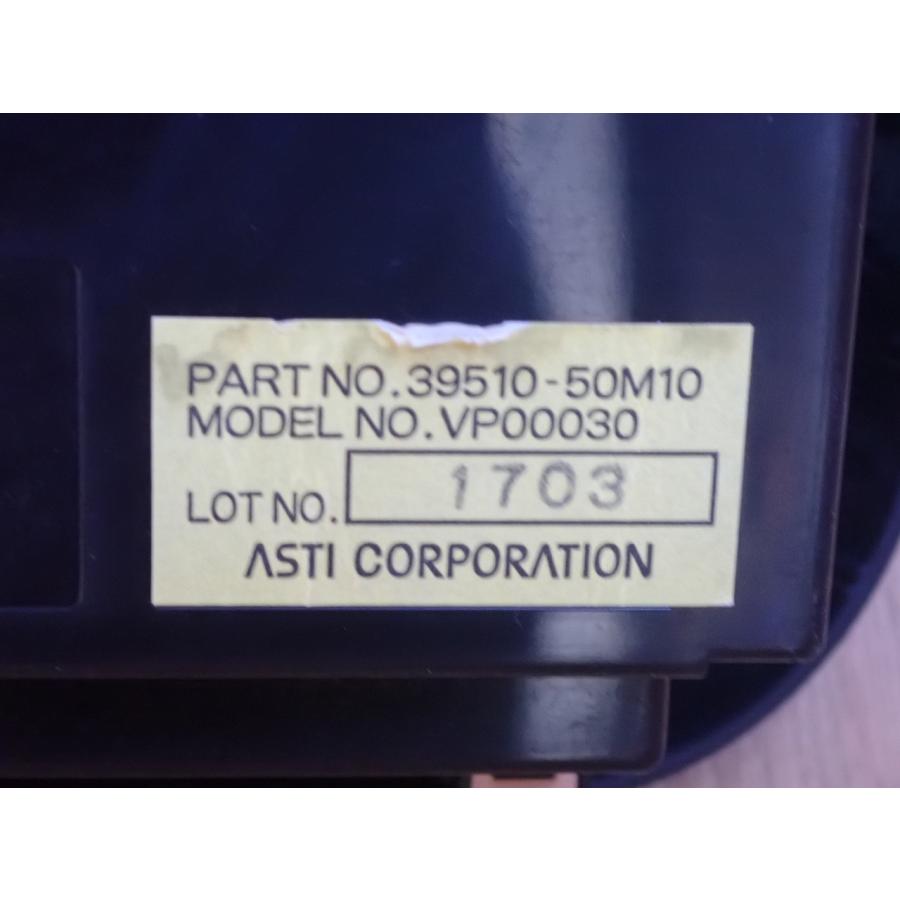 PART NO. 39510-50M10
MODEL NO. VP00030
LOT NO. 1703
ASTI CORPORATION